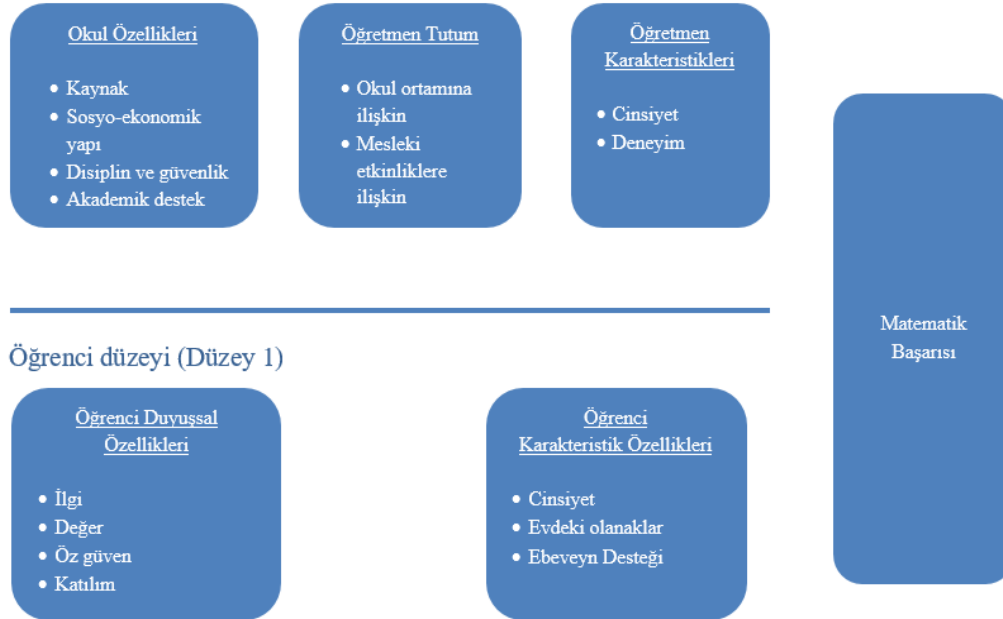 Okul Özellikleri
• Kaynak
• Sosyo-ekonomik
yapı
• Disiplin ve güvenlik
• Akademik destek
Öğretmen Tutum
• Okul ortamına
ilişkin
• Mesleki
etkinliklere
ilişkin
Öğretmen
Karakteristikleri
• Cinsiyet
• Deneyim
Matematik
Başarısı
Öğrenci düzeyi (Düzey 1)
Öğrenci Duyuşsal
Özellikleri
• İlgi
• Değer
• Öz güven
• Katılım
Öğrenci
Karakteristik Özellikleri
• Cinsiyet
• Evdeki olanaklar
• Ebeveyn Desteği